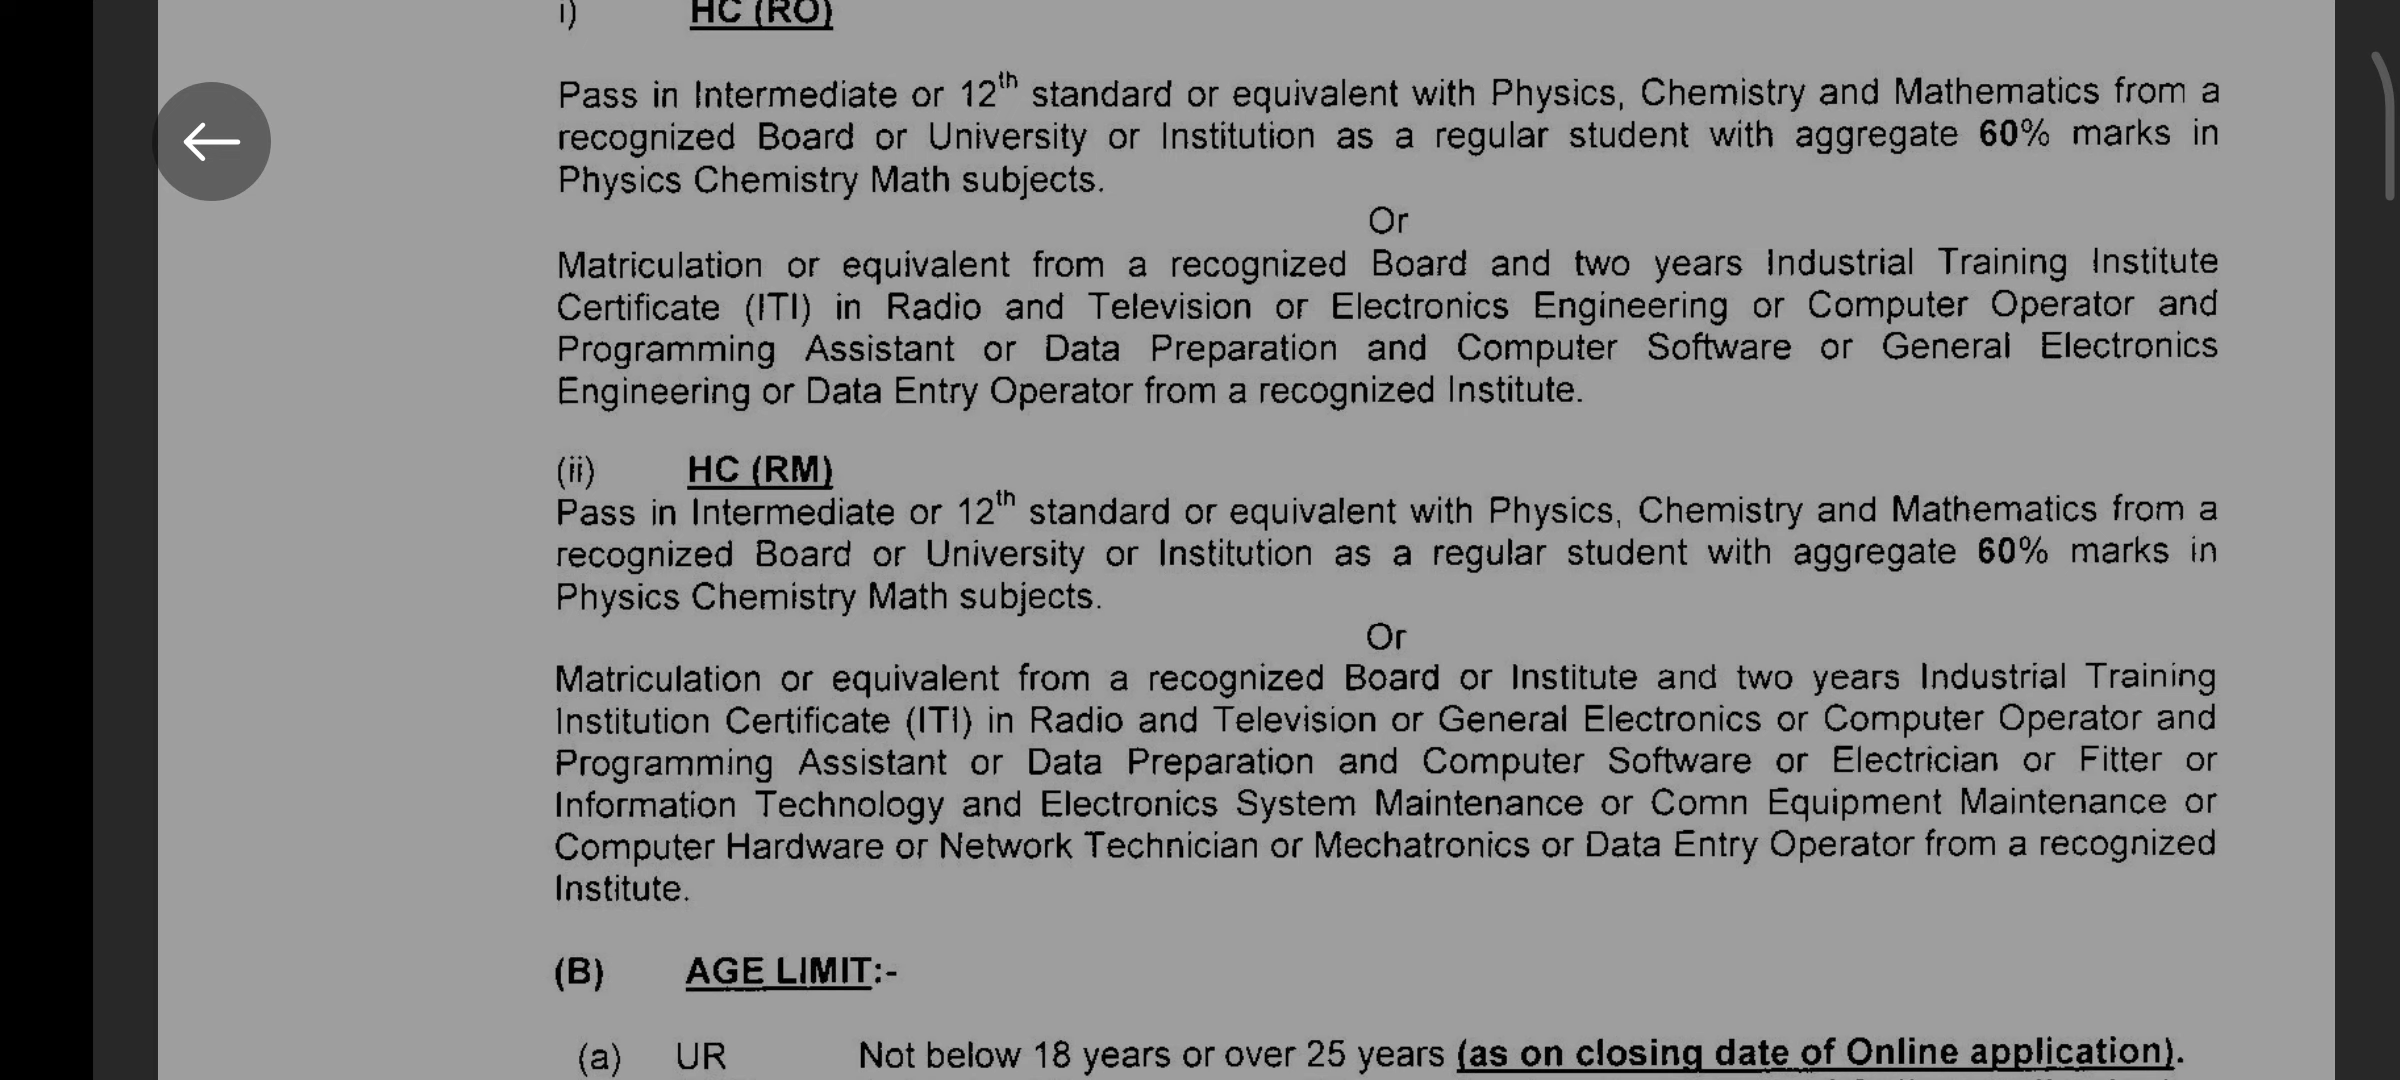 i) HC (RO)
Pass in Intermediate or 12th standard or equivalent with Physics, Chemistry and Mathematics from a
recognized Board or University or Institution as a regular student with aggregate 60% marks in
Physics Chemistry Math subjects.
Or
Matriculation or equivalent from a recognized Board and two years Industrial Training Institute
Certificate (ITI) in Radio and Television or Electronics Engineering or Computer Operator and
Programming Assistant or Data Preparation and Computer Software or General Electronics
Engineering or Data Entry Operator from a recognized Institute.
(ii) HC (RM)
Pass in Intermediate or 12th standard or equivalent with Physics, Chemistry and Mathematics from a
recognized Board or University or Institution as a regular student with aggregate 60% marks in
Physics Chemistry Math subjects.
Or
Matriculation or equivalent from a recognized Board or Institute and two years Industrial Training
Institution Certificate (ITI) in Radio and Television or General Electronics or Computer Operator and
Programming Assistant or Data Preparation and Computer Software or Electrician or Fitter or
Information Technology and Electronics System Maintenance or Comn Equipment Maintenance or
Computer Hardware or Network Technician or Mechatronics or Data Entry Operator from a recognized
Institute.
(B) AGE LIMIT:-
(a) UR Not below 18 years or over 25 years (as on closing date of Online application).